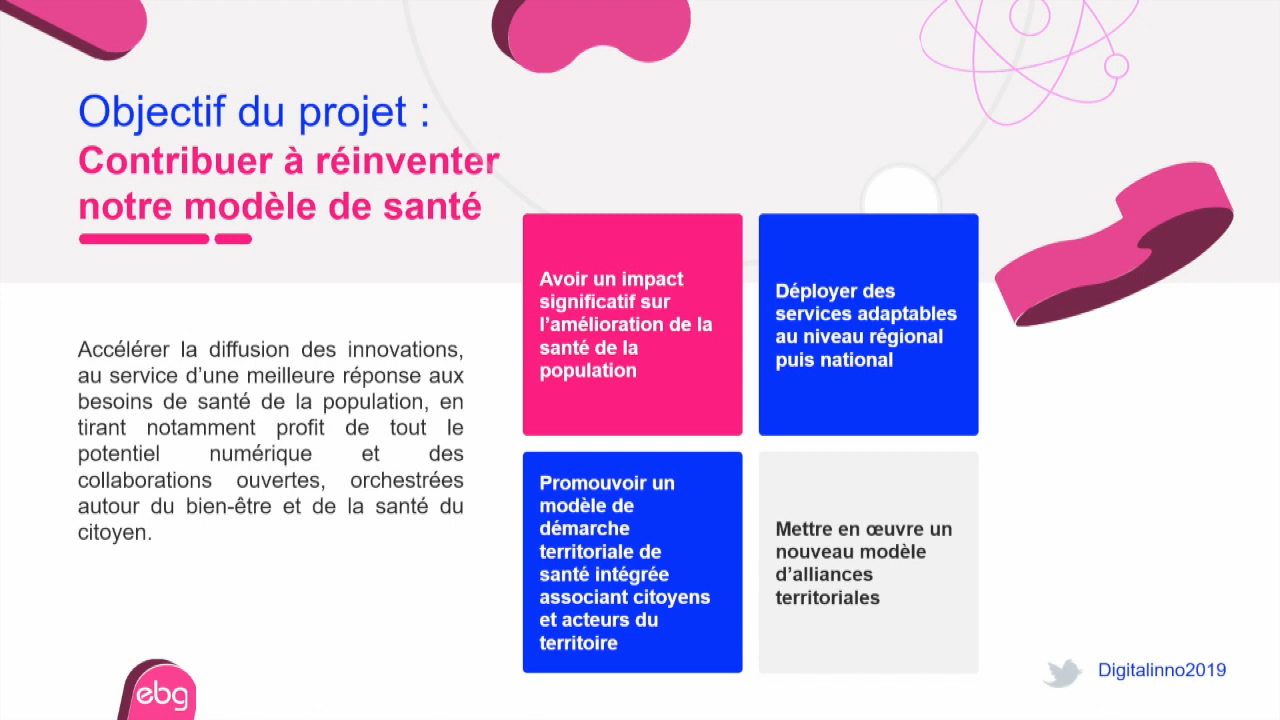 Objectif du projet :
Contribuer à réinventer
notre modèle de santé
Accélérer la diffusion des innovations,
au service d’une meilleure réponse aux
besoins de santé de la population, en
tirant notamment profit de tout le
potentiel numérique et des
collaborations ouvertes, orchestrées
autour du bien-être et de la santé du
citoyen.
Avoir un impact
significatif sur
l’amélioration de la
santé de la
population
Déployer des
services adaptables
au niveau régional
puis national
Promouvoir un
modèle de
démarche
territoriale de
santé intégrée
associant citoyens
et acteurs du
territoire
Mettre en œuvre un
nouveau modèle
d’alliances
territoriales
ebg
Digitalinno2019